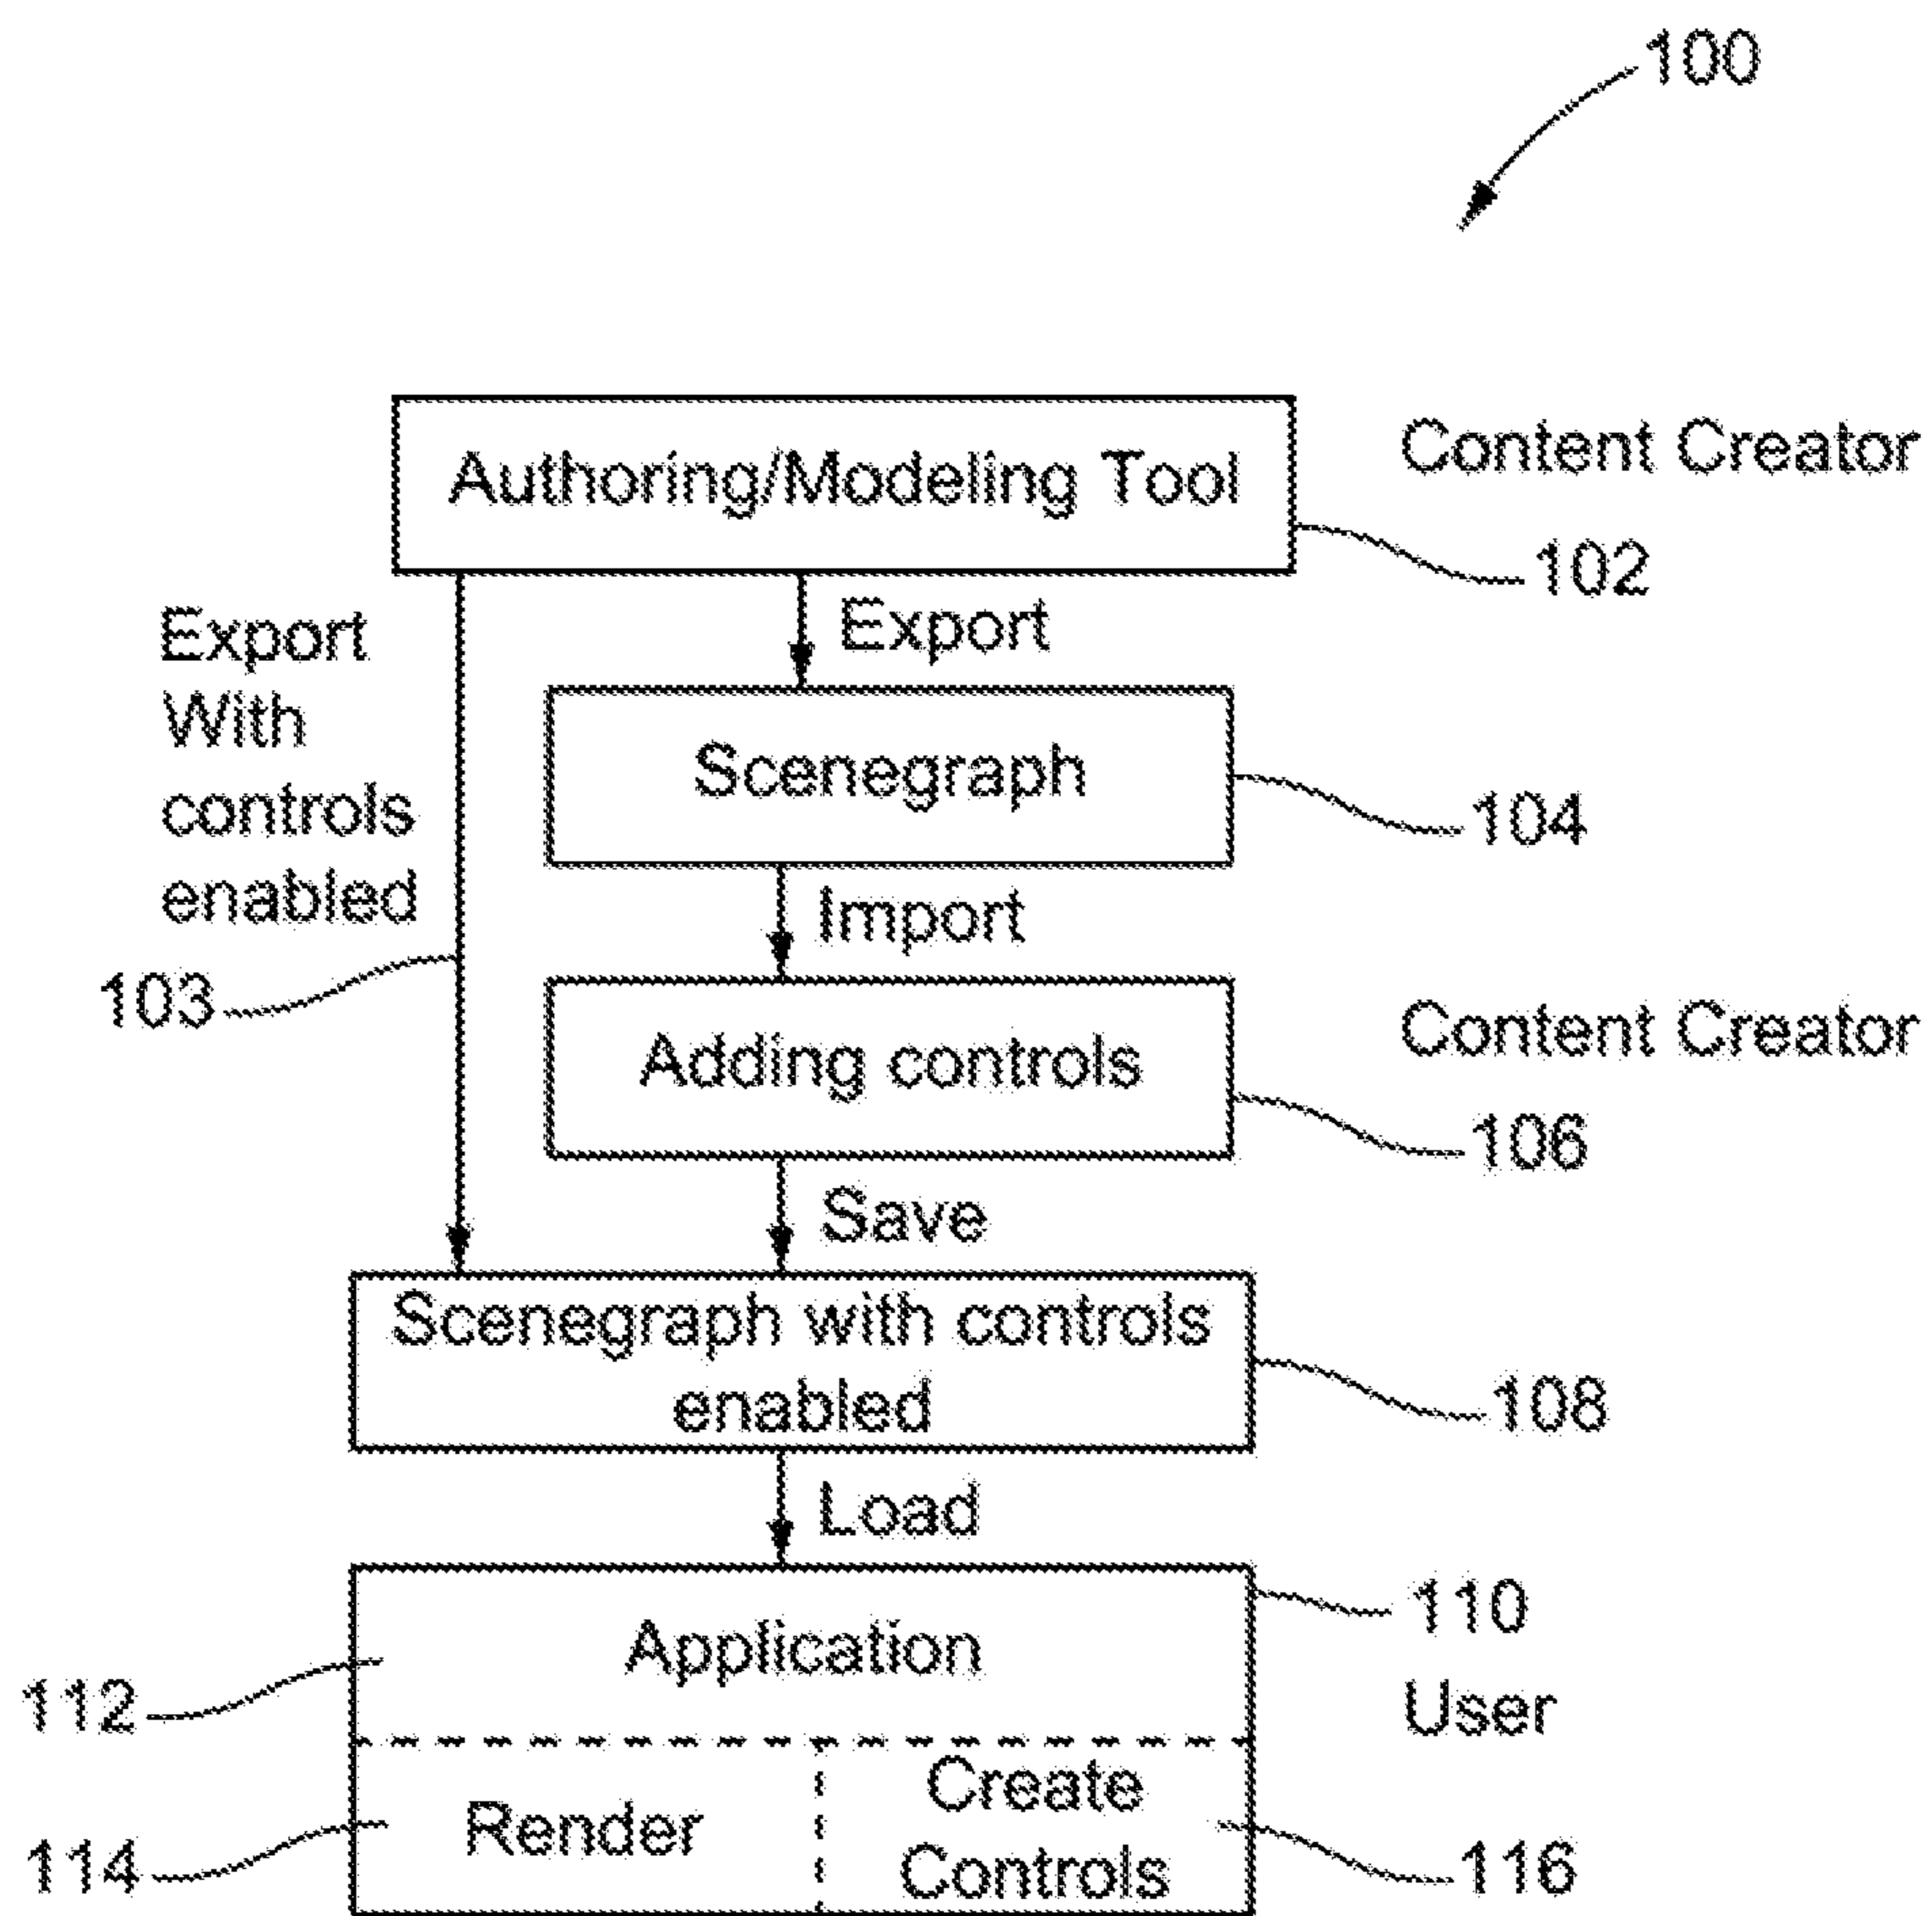 100
Authoring/Modeling Tool
Content Creator
102
Export
With
controls
enabled
103
Export
Scenegraph
104
Import
Adding controls
Content Creator
106
Save
Scenegraph with controls
enabled
108
Load
Application
110
User
112
Render
114
Create
Controls
116